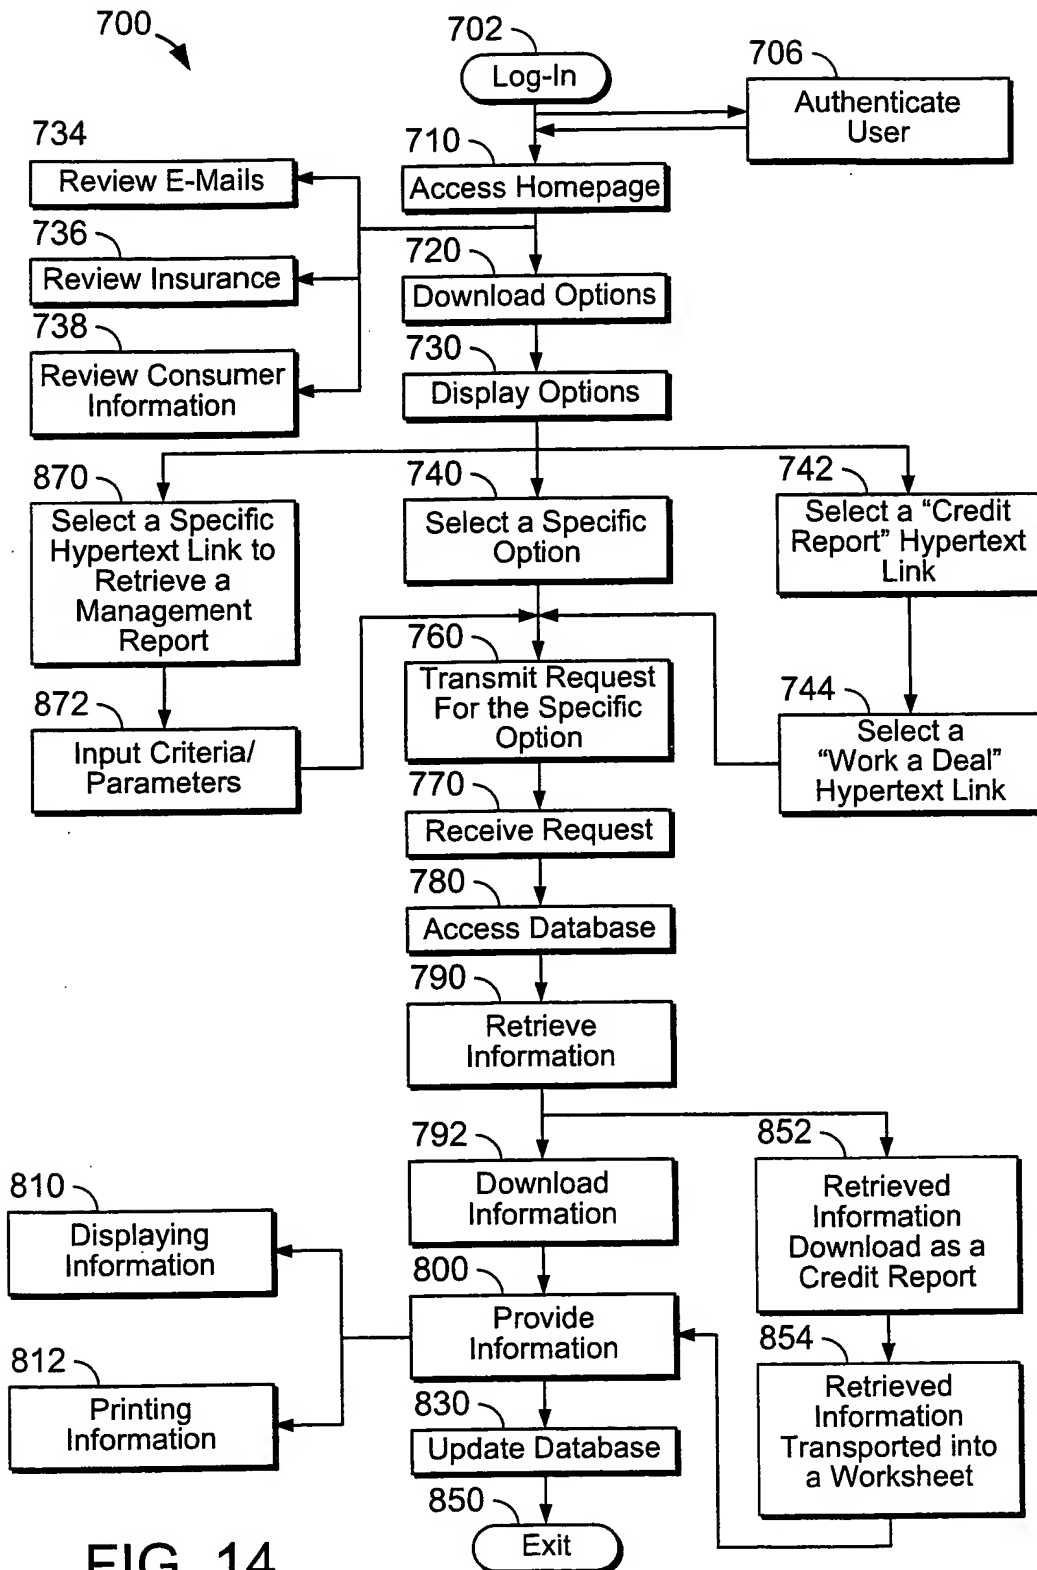 700
702
Log-In
706
Authenticate
User
734
Review E-Mails
710
Access Homepage
736
Review Insurance
720
Download Options
738
Review Consumer
Information
730
Display Options
870
Select a Specific
Hypertext Link to
Retrieve a
Management
Report
740
Select a Specific
Option
742
Select a “Credit
Report” Hypertext
Link
872
Input Criteria/
Parameters
760
Transmit Request
For the Specific
Option
744
Select a
“Work a Deal”
Hypertext Link
770
Receive Request
780
Access Database
790
Retrieve
Information
792
Download
Information
852
Retrieved
Information
Download as a
Credit Report
810
Displaying
Information
800
Provide
Information
812
Printing
Information
854
Retrieved
Information
Transported into
a Worksheet
830
Update Database
850
Exit
FIG. 14